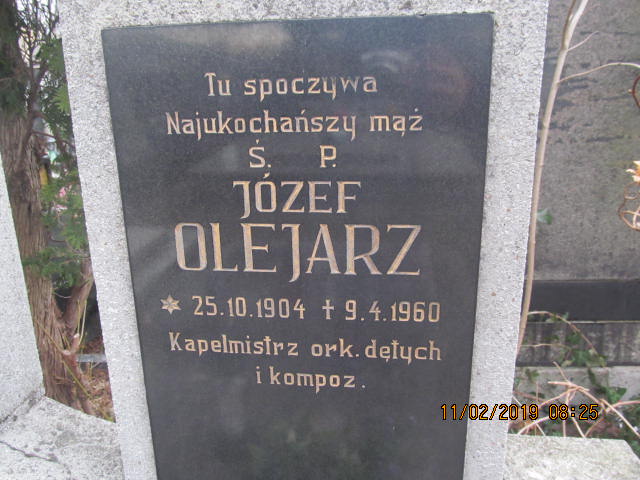 Tu spoczywa
Najukochańszy mąż
Ś. P.
JÓZEF
OLEJARZ
* 25.10.1904 † 9.4.1960
Kapelmistrz ork. dętych
i kompoz.
11/02/2019 08:25